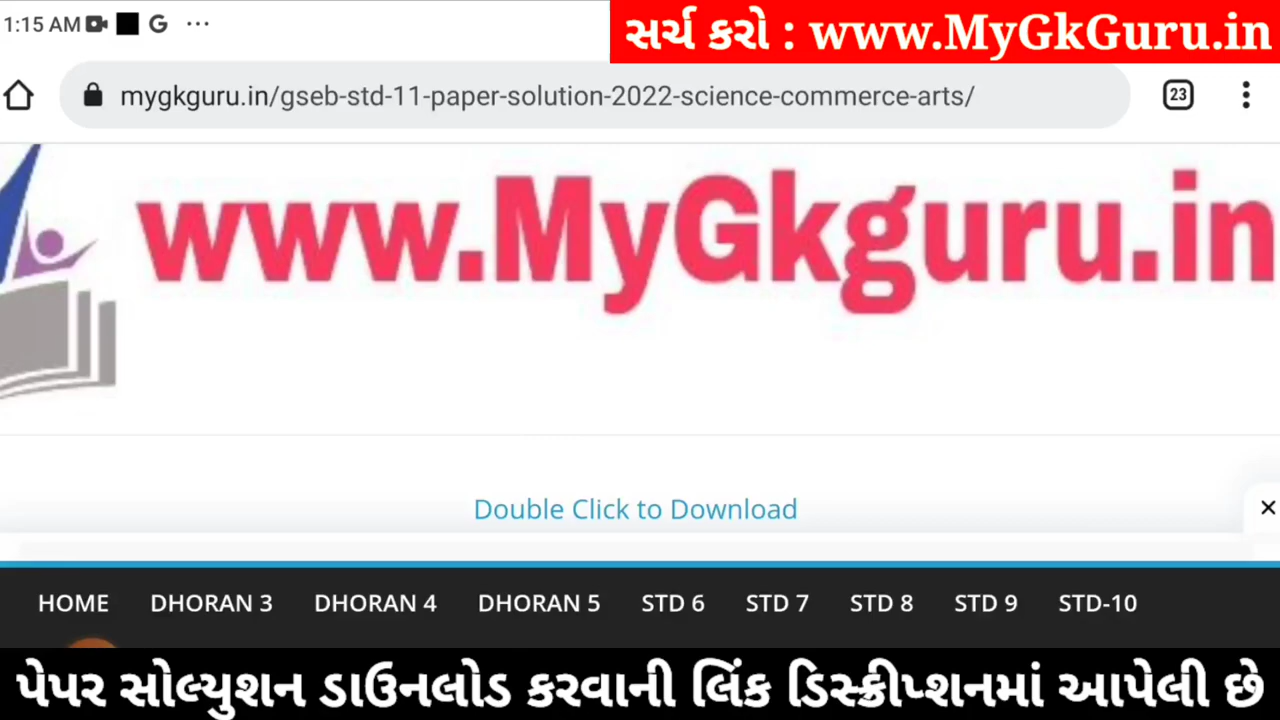 1:15 AM G ...
સર્ચ કરો : www.MyGkGuru.in
mygkguru.in/gseb-std-11-paper-solution-2022-science-commerce-arts/
23
www.MyGkguru.in
Double Click to Download
HOME DHORAN 3 DHORAN 4 DHORAN 5 STD 6 STD 7 STD 8 STD 9 STD-10
પેપર સોલ્યુશન ડાઉનલોડ કરવાની લિંક ડિસ્ક્રીપ્શનમાં આપેલી છે